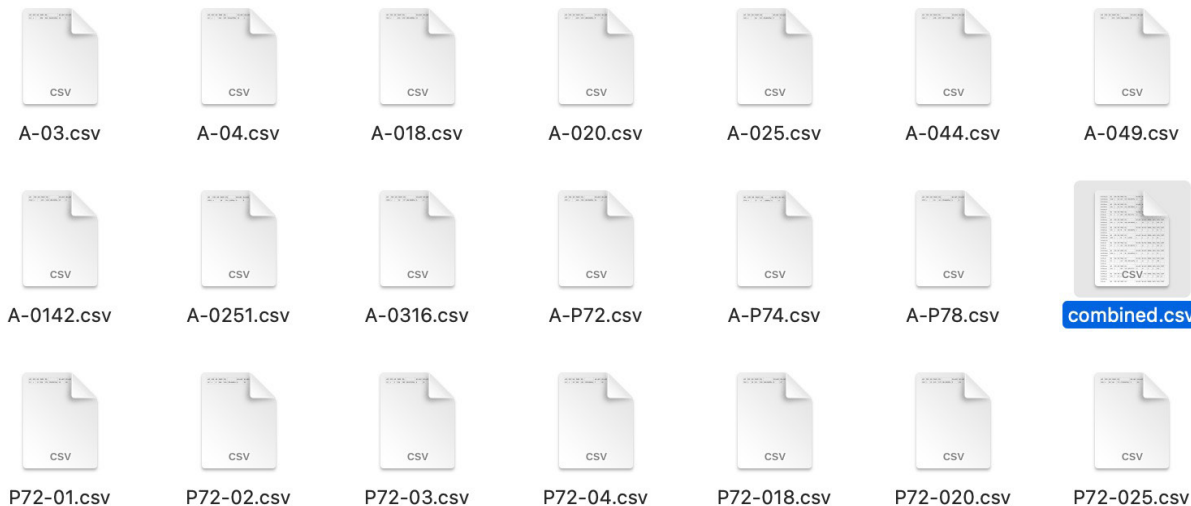 CSV CSV CSV CSV CSV CSV CSV
A-03.csv A-04.csv A-018.csv A-020.csv A-025.csv A-044.csv A-049.csv
CSV CSV CSV CSV CSV CSV CSV
A-0142.csv A-0251.csv A-0316.csv A-P72.csv A-P74.csv A-P78.csv combined.csv
CSV CSV CSV CSV CSV CSV CSV
P72-01.csv P72-02.csv P72-03.csv P72-04.csv P72-018.csv P72-020.csv P72-025.csv